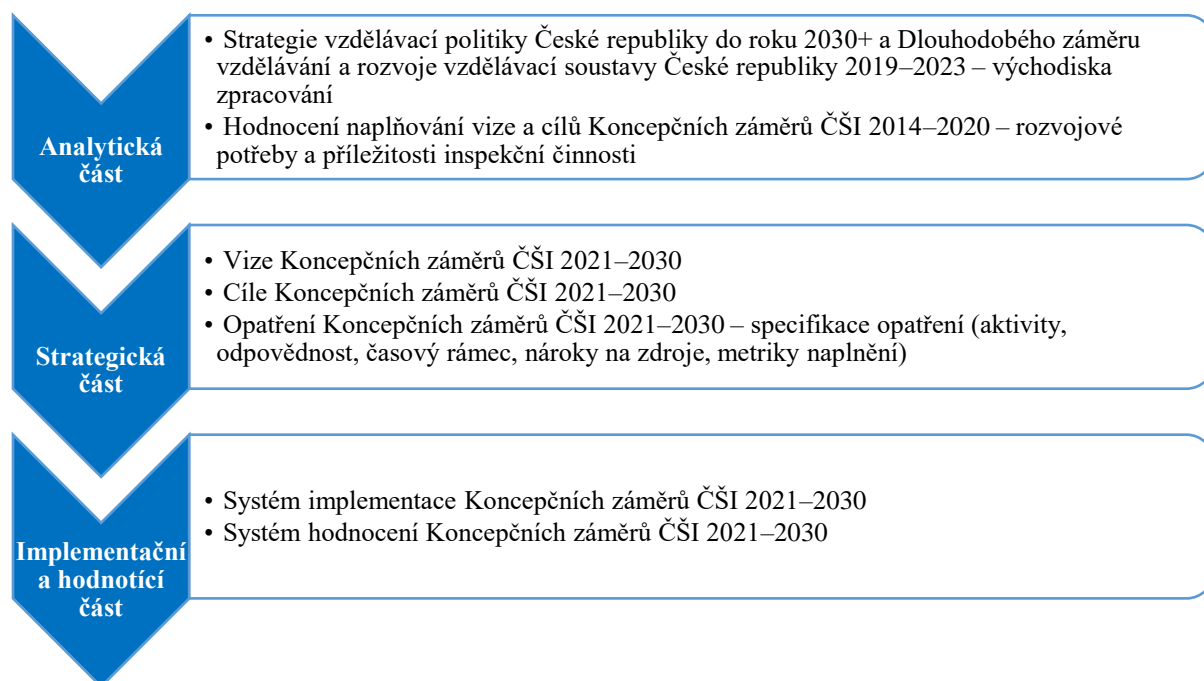 Analytická
část
• Strategie vzdělávací politiky České republiky do roku 2030+ a Dlouhodobého záměru
vzdělávání a rozvoje vzdělávací soustavy České republiky 2019–2023 – východiska
zpracování
• Hodnocení naplňování vize a cílů Koncepčních záměrů ČŠI 2014–2020 – rozvojové
potřeby a příležitosti inspekční činnosti
Strategická
část
• Vize Koncepčních záměrů ČŠI 2021–2030
• Cíle Koncepčních záměrů ČŠI 2021–2030
• Opatření Koncepčních záměrů ČŠI 2021–2030 – specifikace opatření (aktivity,
odpovědnost, časový rámec, nároky na zdroje, metriky naplnění)
Implementační
a hodnotící
část
• Systém implementace Koncepčních záměrů ČŠI 2021–2030
• Systém hodnocení Koncepčních záměrů ČŠI 2021–2030